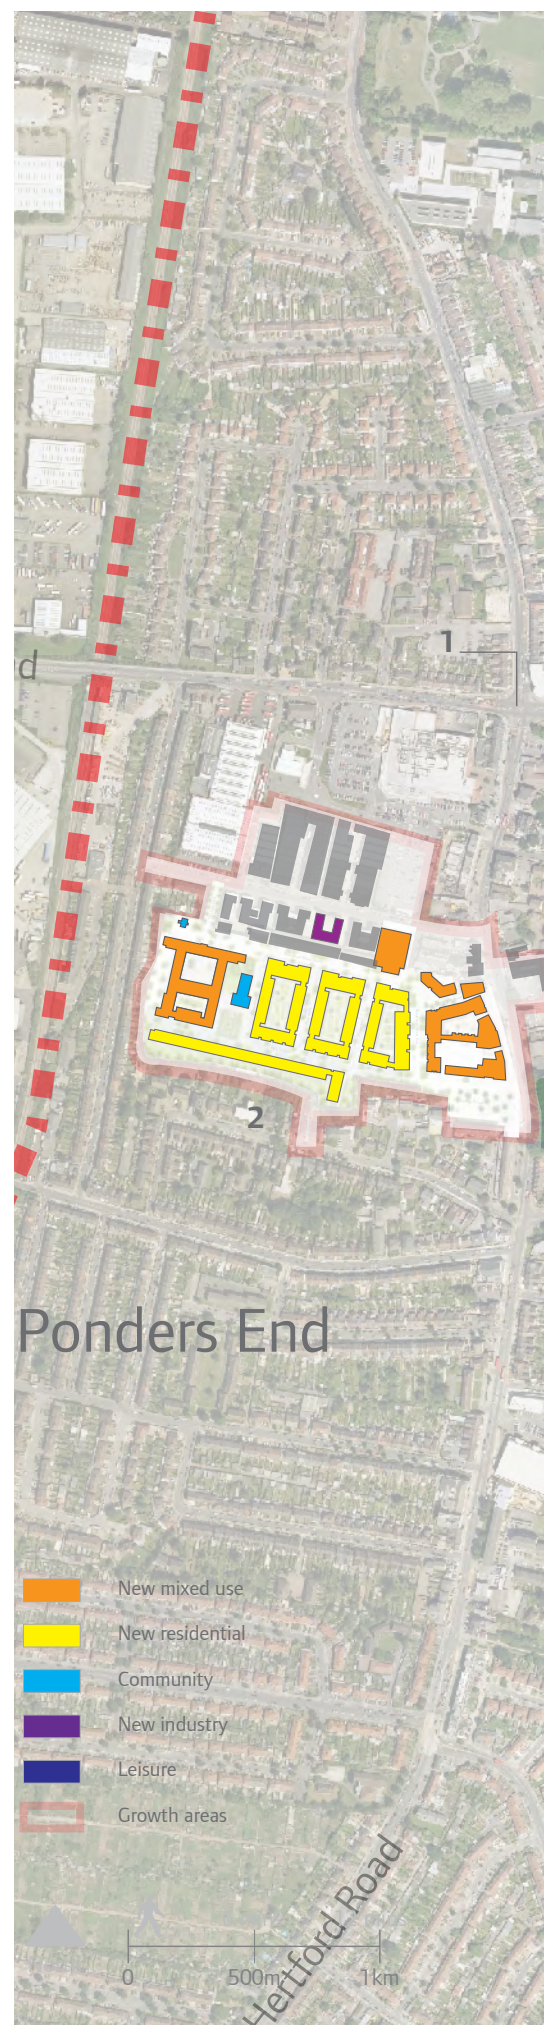 1
d
2
Ponders End
New mixed use
New residential
Community
New industry
Leisure
Growth areas
Hertford Road
0 500m 1km